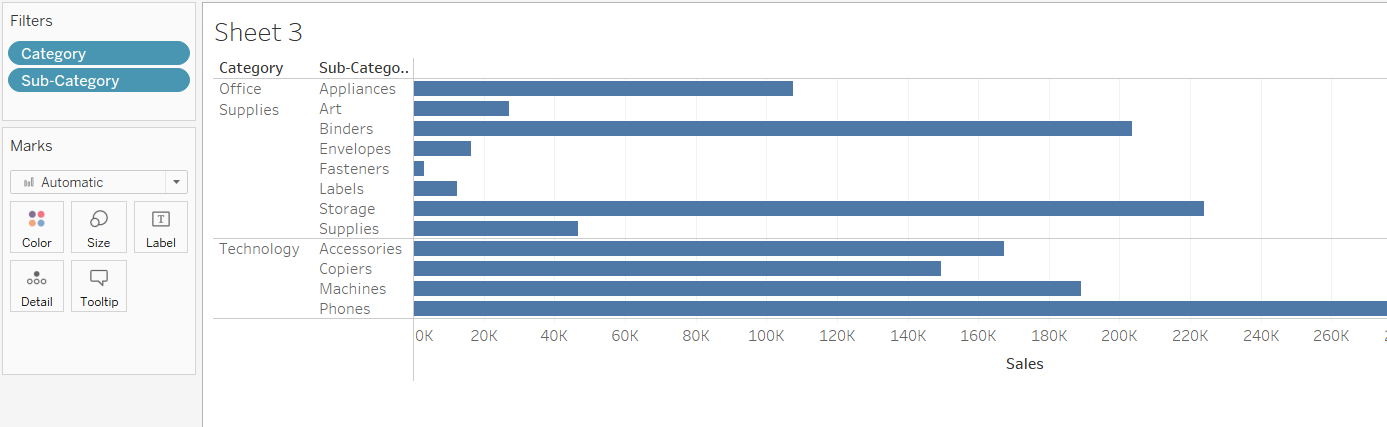 Filters
Category
Sub-Category
Marks
Automatic
Color Size Label
Detail Tooltip
Sheet 3
Category Sub-Catego..
Office Supplies
Appliances
Art
Binders
Envelopes
Fasteners
Labels
Storage
Supplies
Technology
Accessories
Copiers
Machines
Phones
0K 20K 40K 60K 80K 100K 120K 140K 160K 180K 200K 220K 240K 260K
Sales